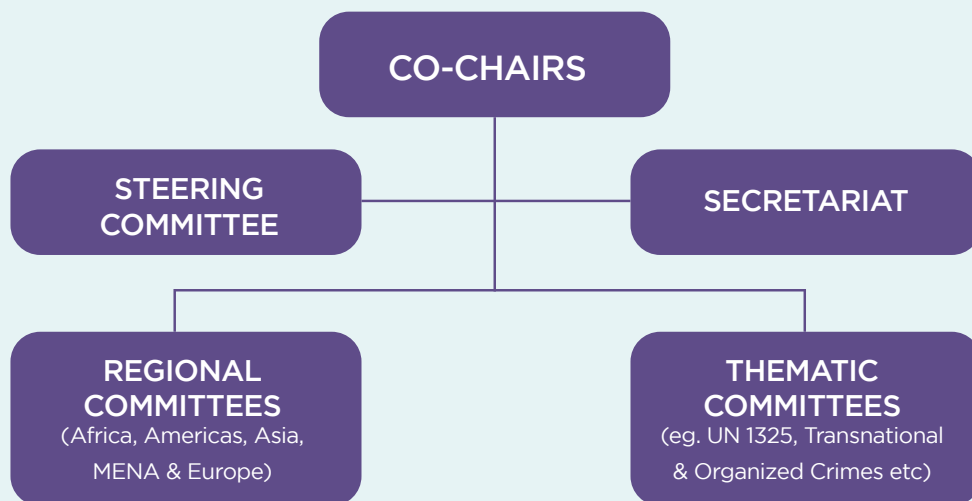 CO-CHAIRS
STEERING
COMMITTEE
SECRETARIAT
REGIONAL
COMMITTEES
(Africa, Americas, Asia,
MENA & Europe)
THEMATIC
COMMITTEES
(eg. UN 1325, Transnational
& Organized Crimes etc)